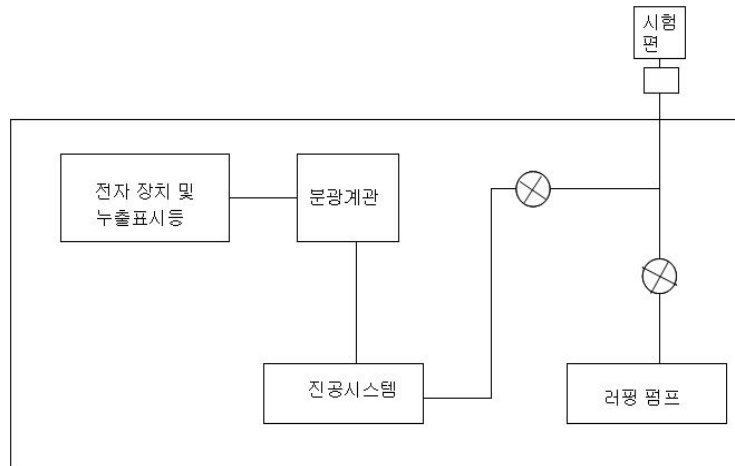 시험
편
전자 장치 및
누출표시등
분광계관
진공시스템
러핑 펌프